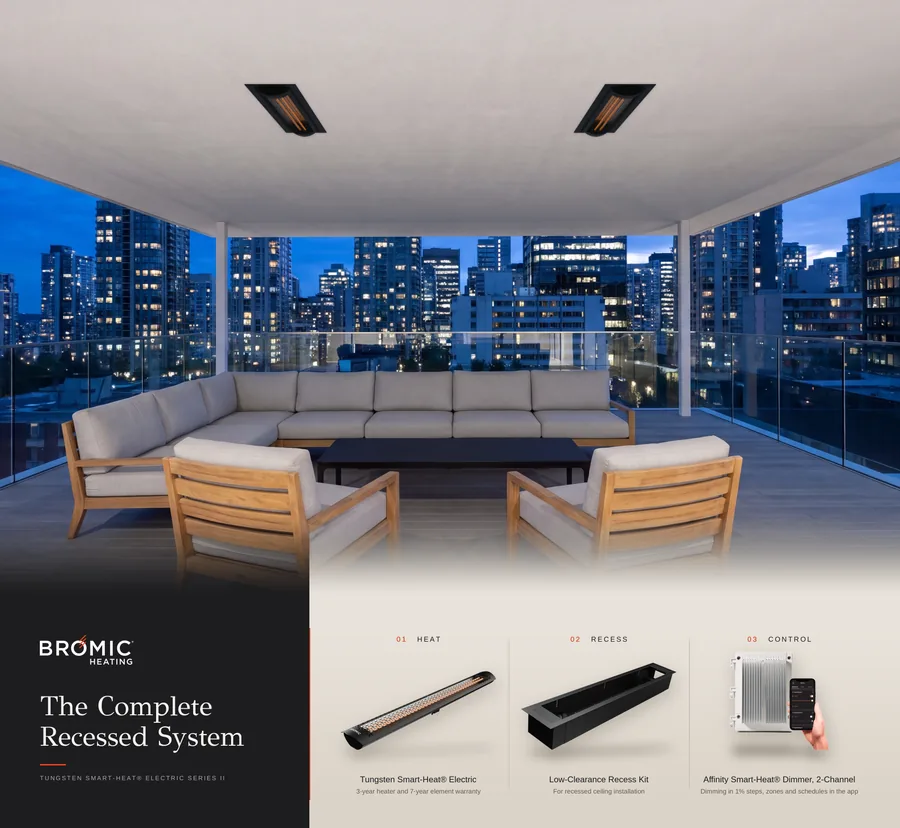 BROMIC
HEATING
The Complete
Recessed System
TUNGSTEN SMART-HEAT® ELECTRIC SERIES II
01 HEAT
Tungsten Smart-Heat® Electric
3-year heater and 7-year element warranty
02 RECESS
Low-Clearance Recess Kit
For recessed ceiling installation
03 CONTROL
Affinity Smart-Heat® Dimmer, 2-Channel
Dimming in 1% steps, zones and schedules in the app